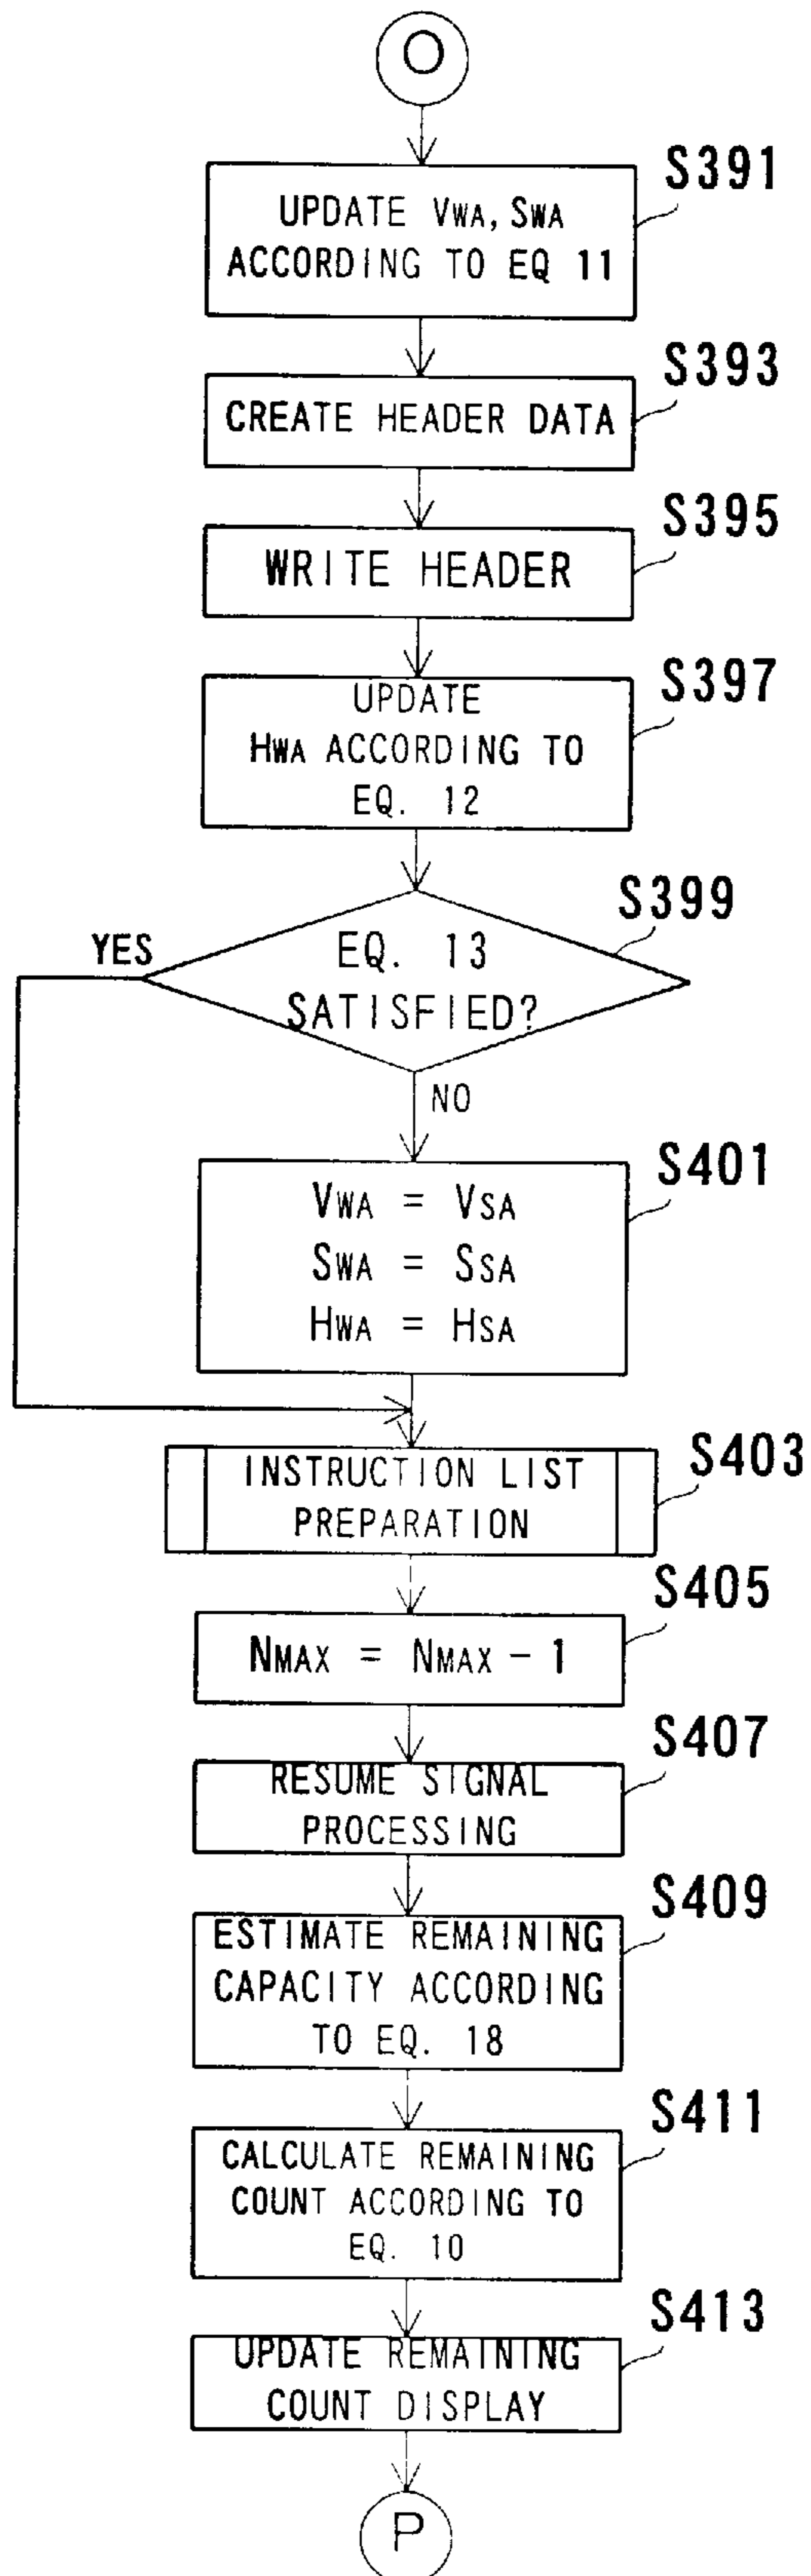 O
S391
UPDATE VWA, SWA
ACCORDING TO EQ 11
S393
CREATE HEADER DATA
S395
WRITE HEADER
S397
UPDATE
HWA ACCORDING TO
EQ. 12
S399
YES
EQ. 13
SATISFIED?
NO
S401
VWA = VSA
SWA = SSA
HWA = HSA
S403
INSTRUCTION LIST
PREPARATION
S405
NMAX = NMAX - 1
S407
RESUME SIGNAL
PROCESSING
S409
ESTIMATE REMAINING
CAPACITY ACCORDING
TO EQ. 18
S411
CALCULATE REMAINING
COUNT ACCORDING TO
EQ. 10
S413
UPDATE REMAINING
COUNT DISPLAY
P